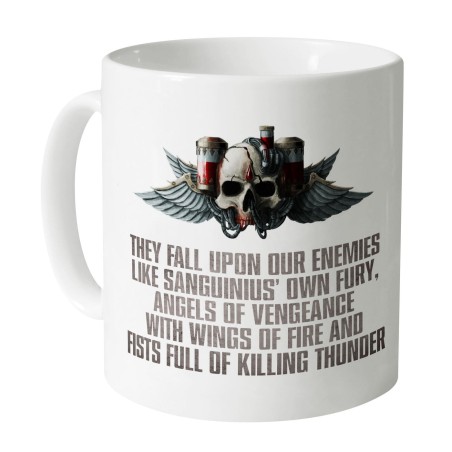 THEY FALL UPON OUR ENEMIES
LIKE SANGUINIUS' OWN FURY,
ANGELS OF VENGEANCE
WITH WINGS OF FIRE AND
FISTS FULL OF KILLING THUNDER